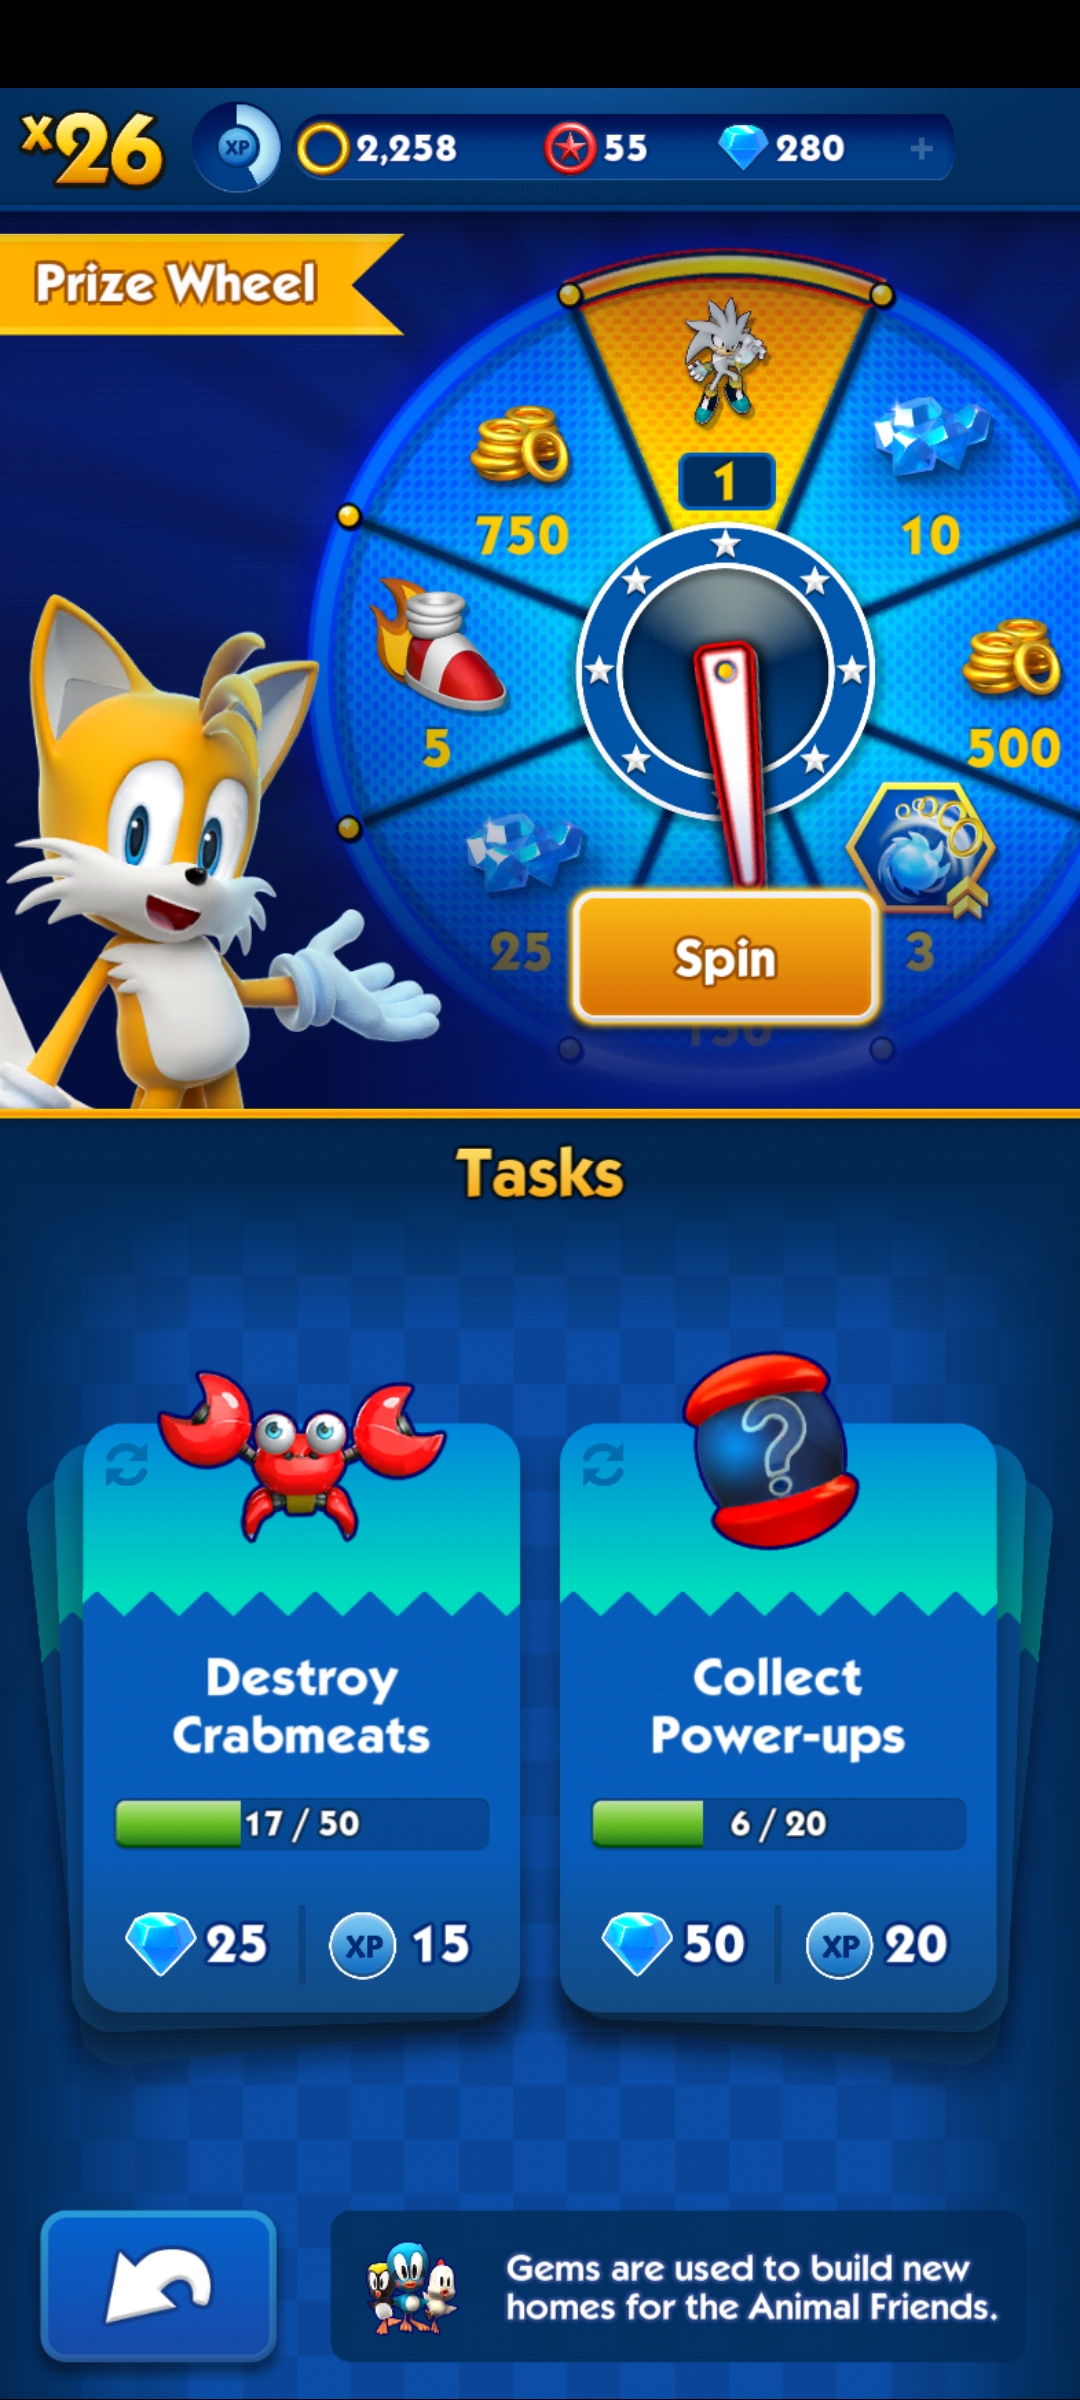 x26
XP
2,258
55
280
+
Prize Wheel
1
750
10
5
500
25
3
Spin
Tasks
?
Destroy
Crabmeats
Collect
Power-ups
17 / 50
6 / 20
25
XP
15
50
XP
20
Gems are used to build new
homes for the Animal Friends.